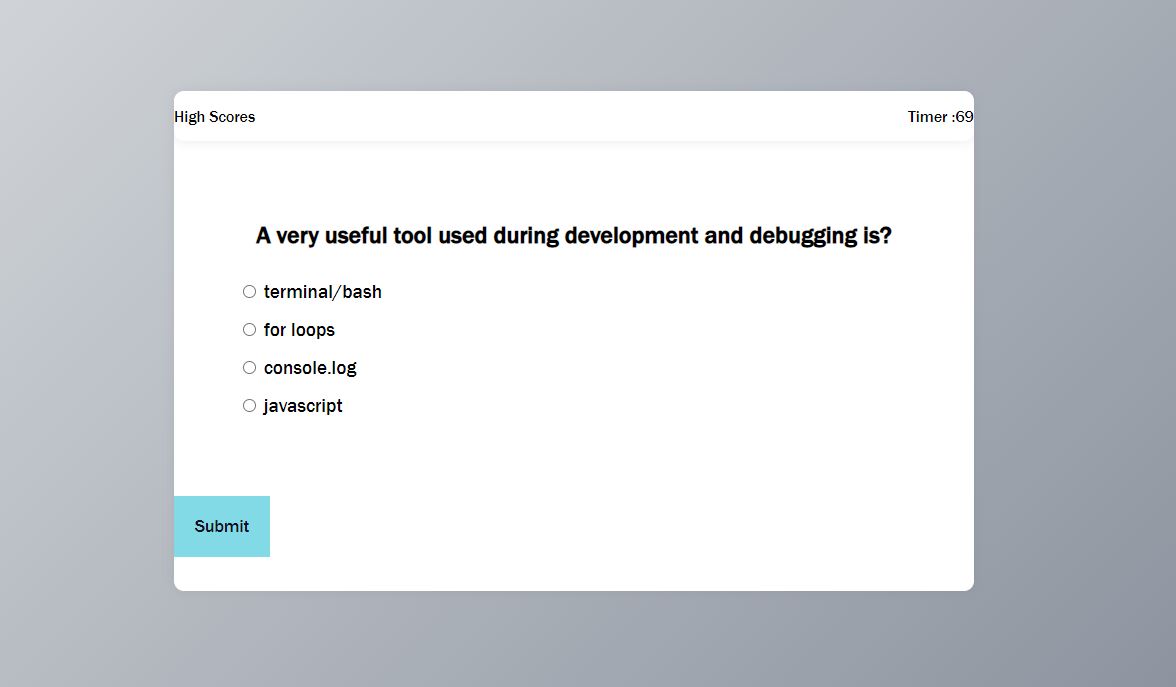 High Scores
Timer :69
A very useful tool used during development and debugging is?
terminal/bash
for loops
console.log
javascript
Submit